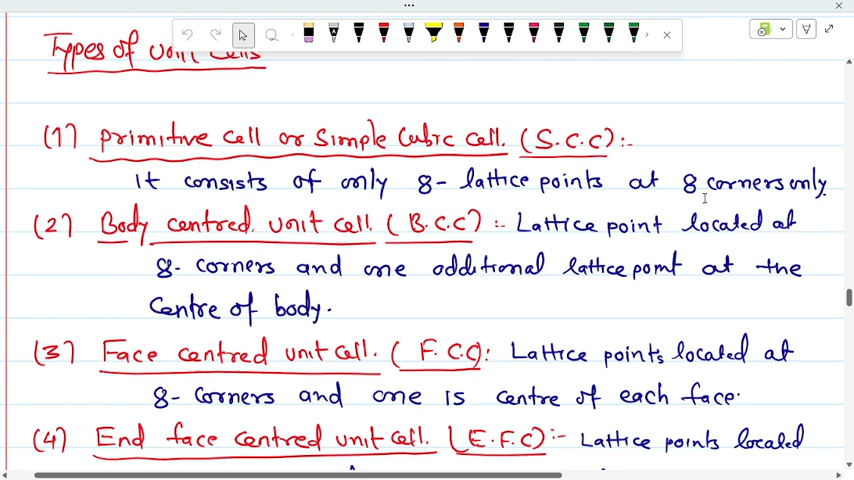 Types of unit cells
(1) primitive cell or Simple Cubic cell. (S.C.C) :-
It consists of only 8- lattice points at 8 corners only.
(2) Body centred unit cell (B.C.C) :- Lattice point located at
8- corners and one additional lattice point at the
Centre of body.
(3) Face centred unit cell. (F.C.C): Lattice points located at
8- Corners and one is centre of each face.
(4) End face centred unit cell. (E.F.C) :- Lattice points located